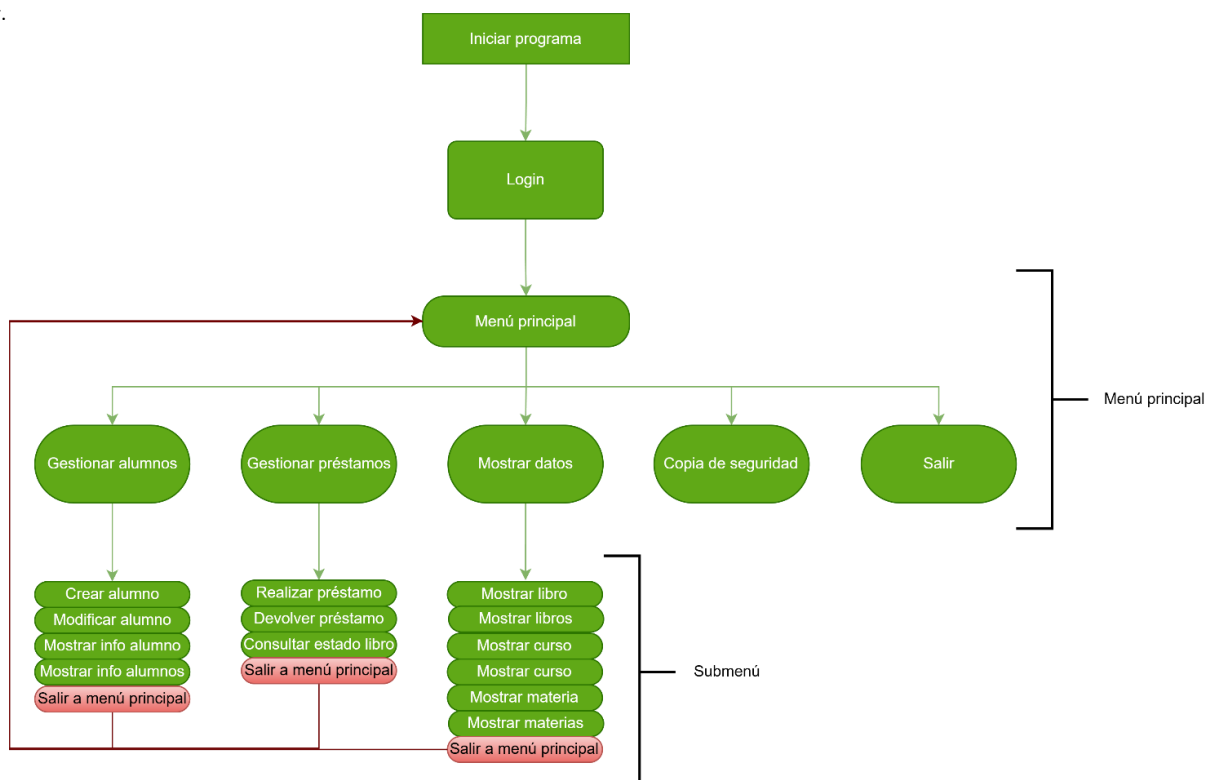 Iniciar programa
Login
Menú principal
Menú principal
Gestionar alumnos
Gestionar préstamos
Mostrar datos
Copia de seguridad
Salir
Crear alumno
Modificar alumno
Mostrar info alumno
Mostrar info alumnos
Salir a menú principal
Realizar préstamo
Devolver préstamo
Consultar estado libro
Salir a menú principal
Mostrar libro
Mostrar libros
Mostrar curso
Mostrar curso
Mostrar materia
Mostrar materias
Salir a menú principal
Submenú